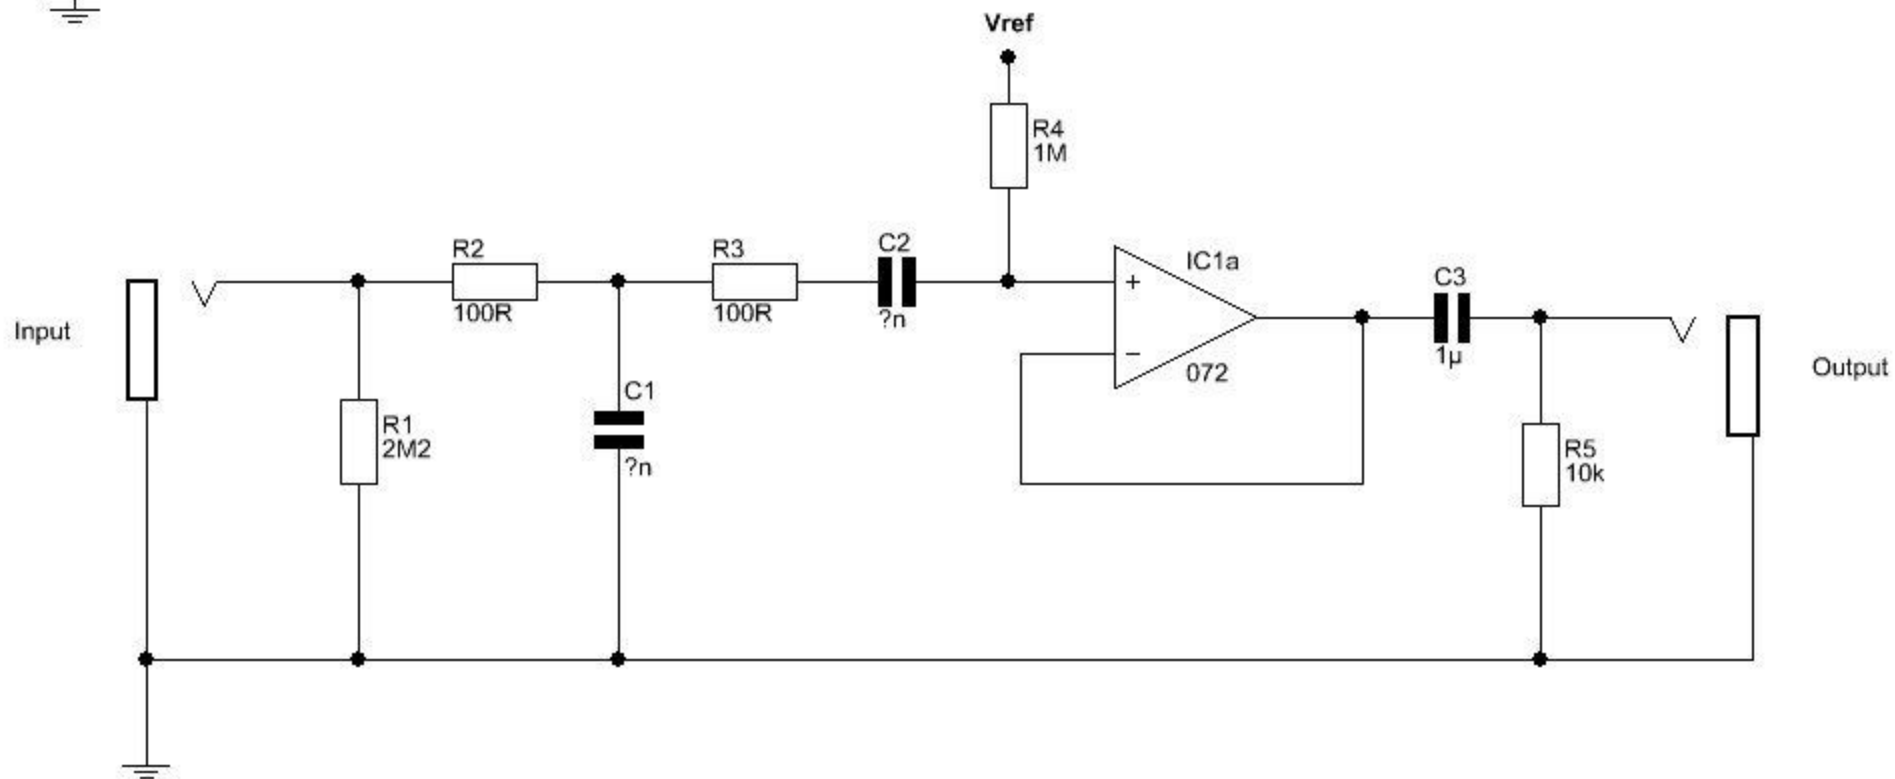 Vref
R4
1M
R2
100R
R3
100R
C2
?n
IC1a
+
−
072
C3
1µ
Input
Output
R1
2M2
C1
?n
R5
10k